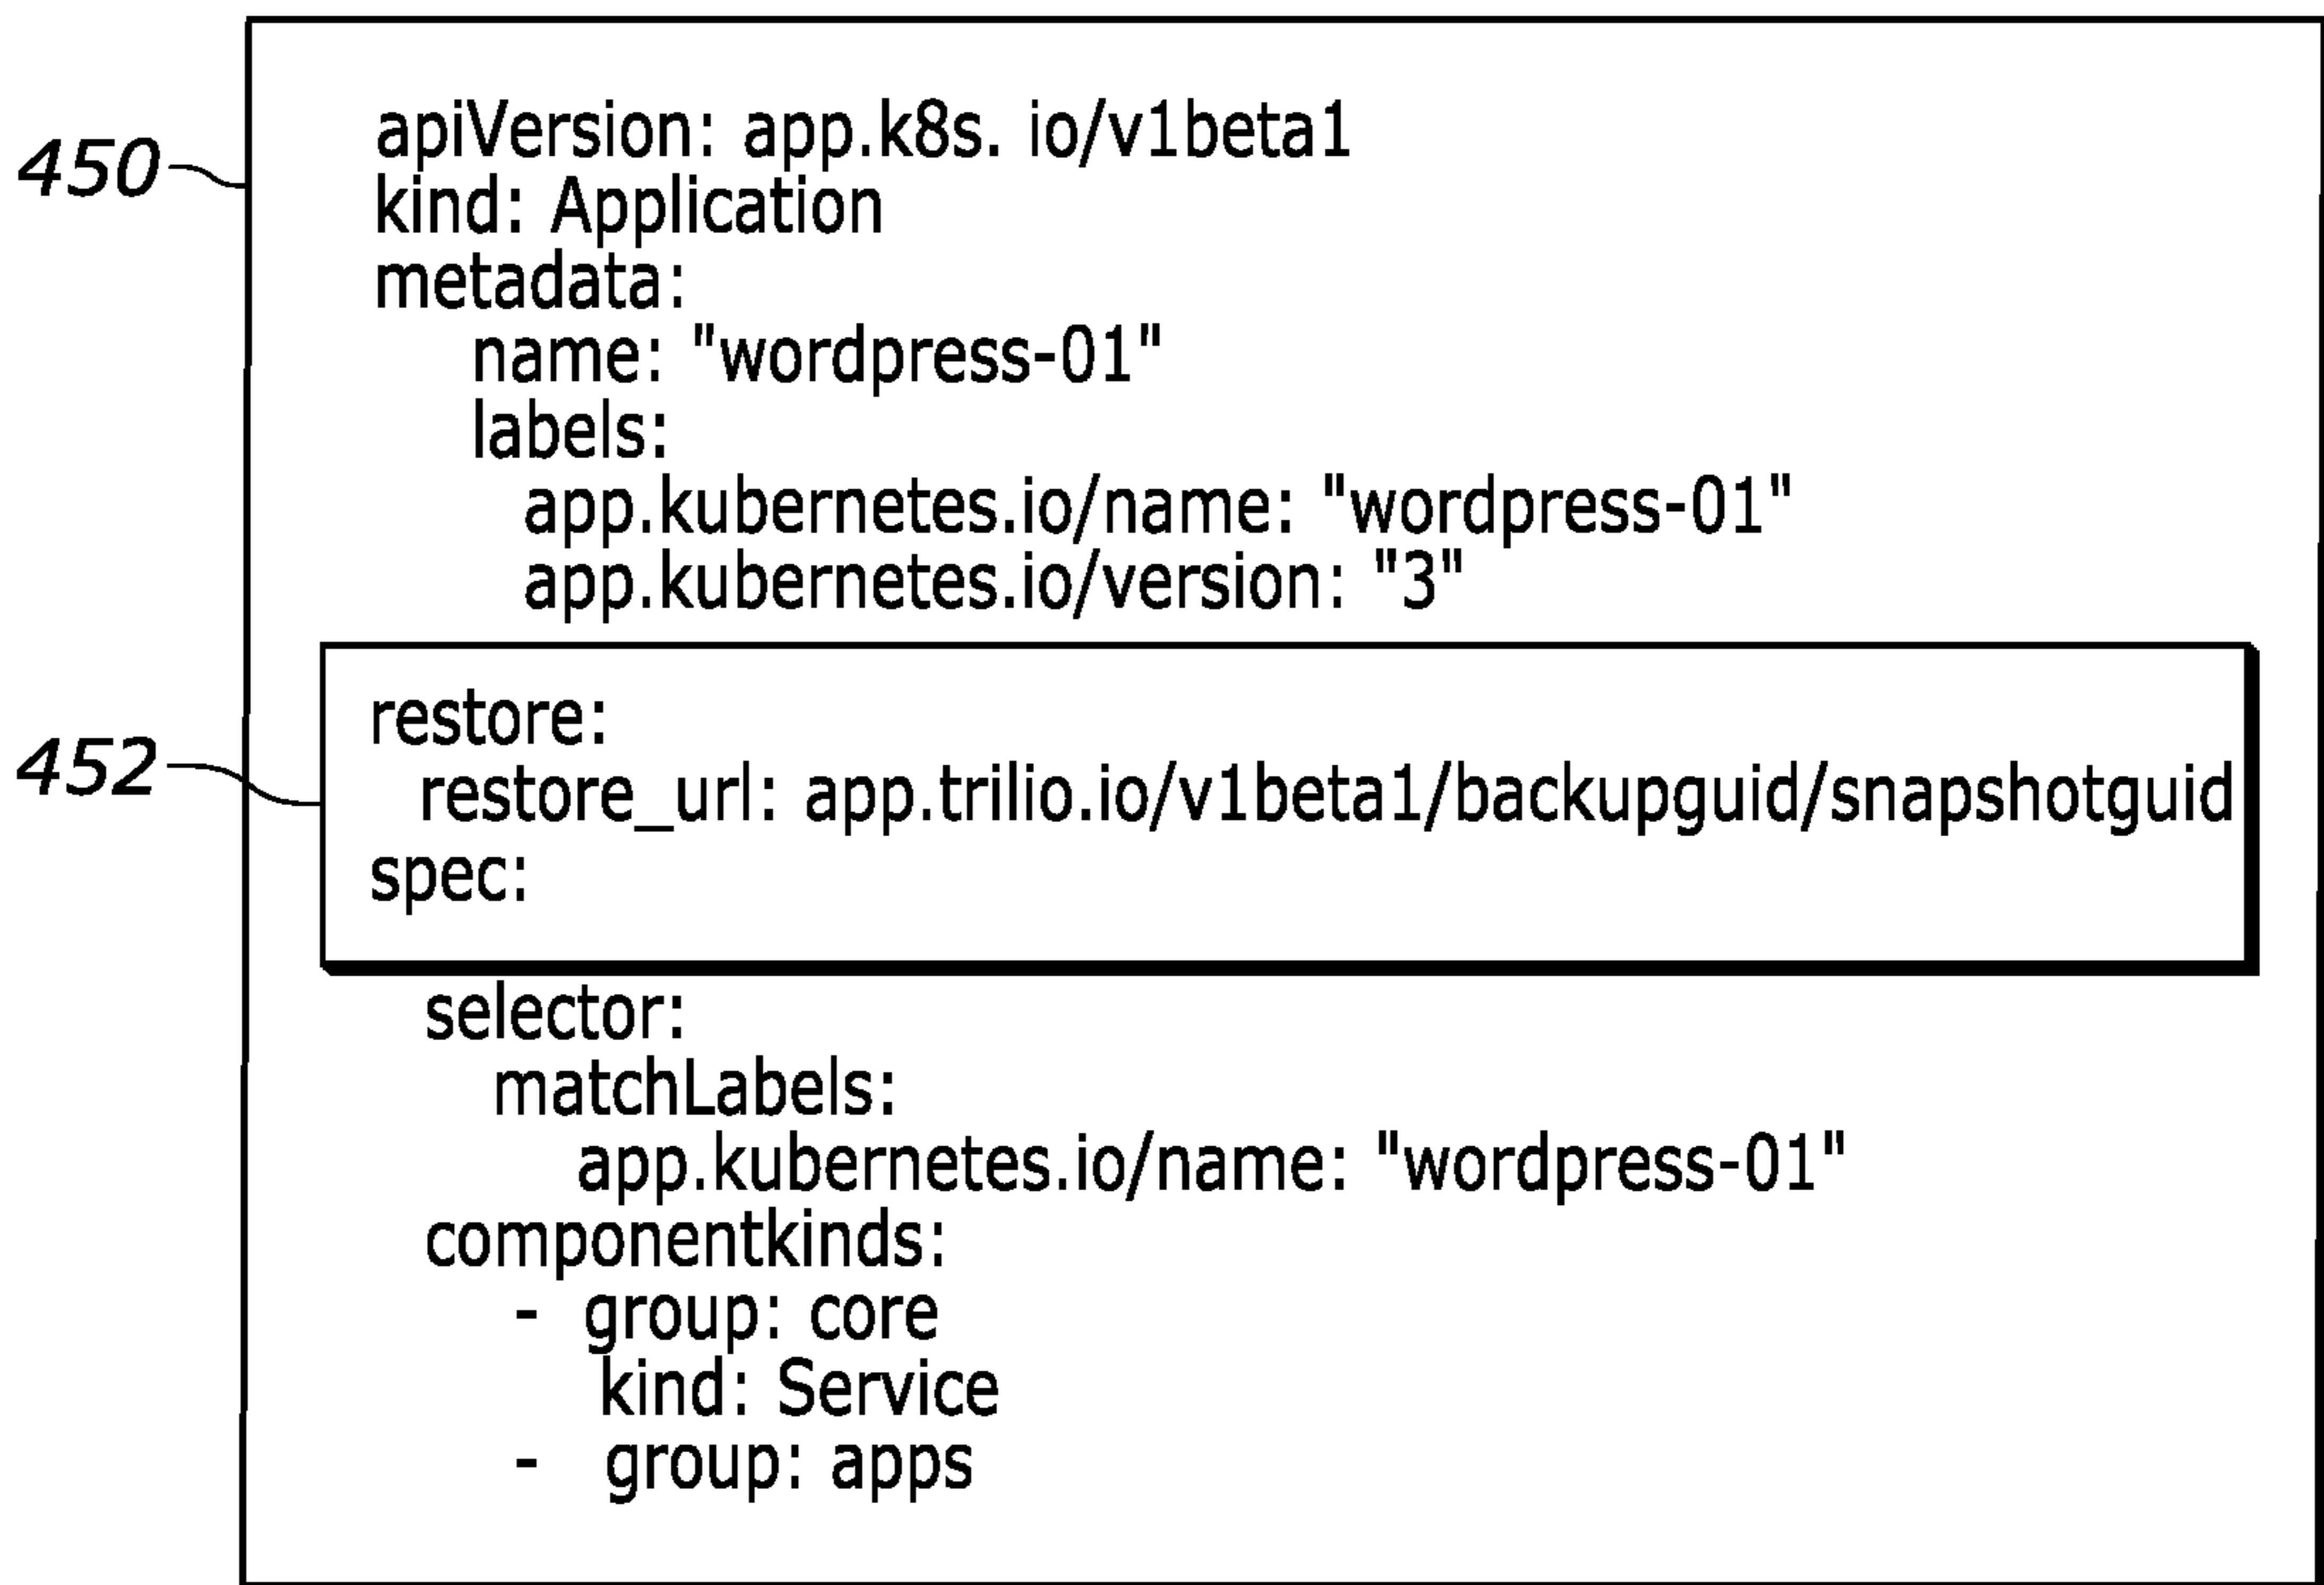 450
apiVersion: app.k8s. io/v1beta1
kind: Application
metadata:
name: "wordpress-01"
labels:
app.kubernetes.io/name: "wordpress-01"
app.kubernetes.io/version: "3"
452
restore:
restore_url: app.trilio.io/v1beta1/backupguid/snapshotguid
spec:
selector:
matchLabels:
app.kubernetes.io/name: "wordpress-01"
componentkinds:
- group: core
kind: Service
- group: apps